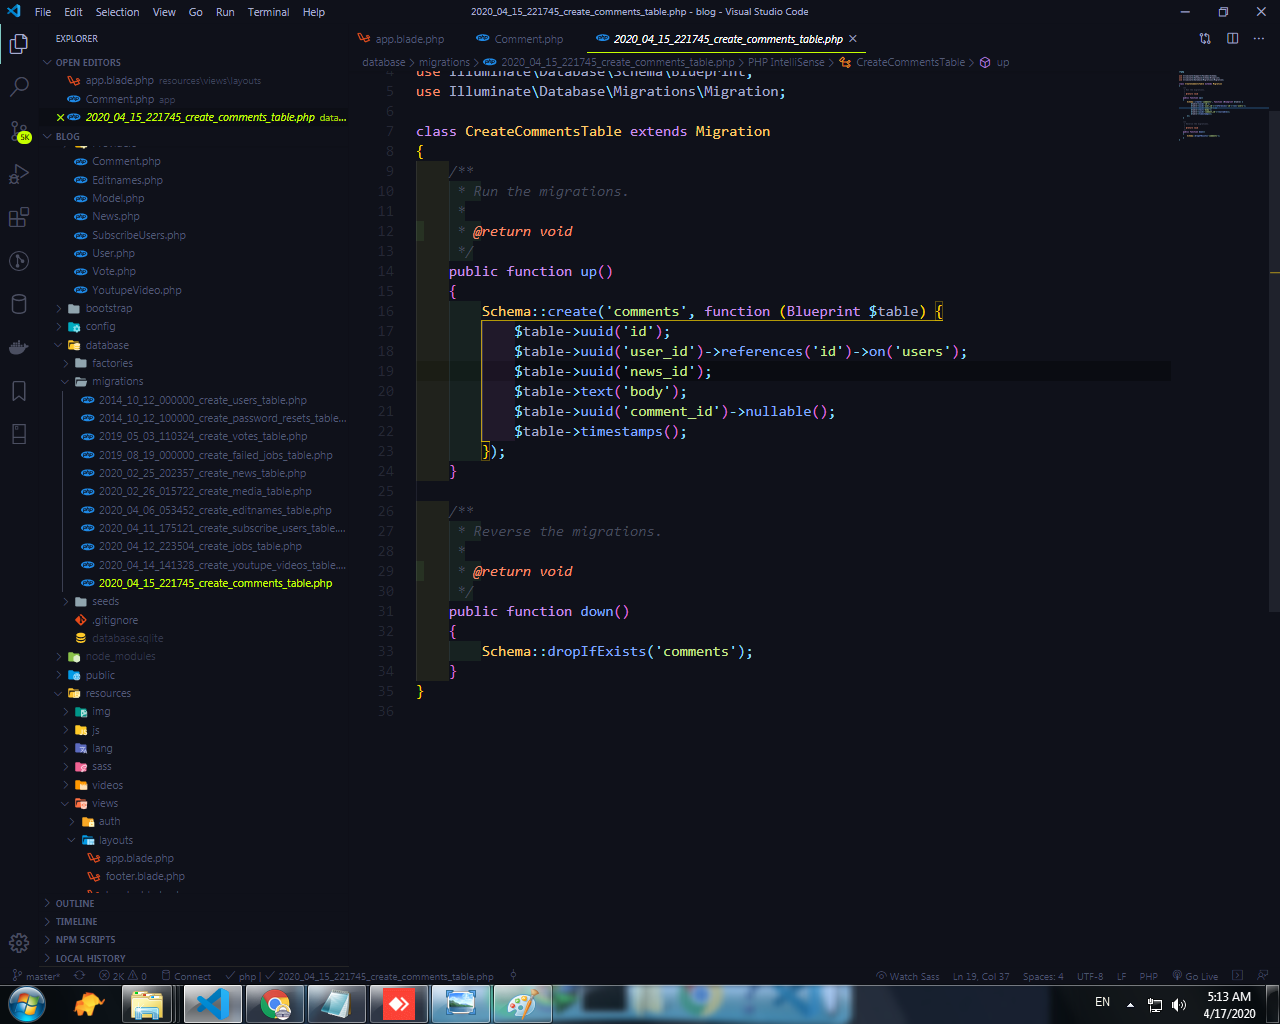 File Edit Selection View Go Run Terminal Help
2020_04_15_221745_create_comments_table.php - blog - Visual Studio Code
EXPLORER
OPEN EDITORS
app.blade.php resources\views\layouts
Comment.php app
2020_04_15_221745_create_comments_table.php data...
BLOG
Comment.php
Editnames.php
Model.php
News.php
SubscribeUsers.php
User.php
Vote.php
YoutupeVideo.php
bootstrap
config
database
factories
migrations
2014_10_12_000000_create_users_table.php
2014_10_12_100000_create_password_resets_table...
2019_05_03_110324_create_votes_table.php
2019_08_19_000000_create_failed_jobs_table.php
2020_02_25_202357_create_news_table.php
2020_02_26_015722_create_media_table.php
2020_04_06_053452_create_editnames_table.php
2020_04_11_175121_create_subscribe_users_table....
2020_04_12_223504_create_jobs_table.php
2020_04_14_141328_create_youtupe_videos_table....
2020_04_15_221745_create_comments_table.php
seeds
.gitignore
database.sqlite
node_modules
public
resources
img
js
lang
sass
videos
views
auth
layouts
app.blade.php
footer.blade.php
OUTLINE
TIMELINE
NPM SCRIPTS
LOCAL HISTORY
5K
app.blade.php
Comment.php
2020_04_15_221745_create_comments_table.php
database > migrations > 2020_04_15_221745_create_comments_table.php > PHP IntelliSense > CreateCommentsTable > up
4 use Illuminate\Database\Schema\Blueprint;
5 use Illuminate\Database\Migrations\Migration;
6
7 class CreateCommentsTable extends Migration
8 {
9 /**
10 * Run the migrations.
11 *
12 * @return void
13 */
14 public function up()
15 {
16 Schema::create('comments', function (Blueprint $table) {
17 $table->uuid('id');
18 $table->uuid('user_id')->references('id')->on('users');
19 $table->uuid('news_id');
20 $table->text('body');
21 $table->uuid('comment_id')->nullable();
22 $table->timestamps();
23 });
24 }
25
26 /**
27 * Reverse the migrations.
28 *
29 * @return void
30 */
31 public function down()
32 {
33 Schema::dropIfExists('comments');
34 }
35 }
36
master* 2K 0 Connect php | 2020_04_15_221745_create_comments_table.php
Watch Sass Ln 19, Col 37 Spaces: 4 UTF-8 LF PHP Go Live
EN
5:13 AM
4/17/2020